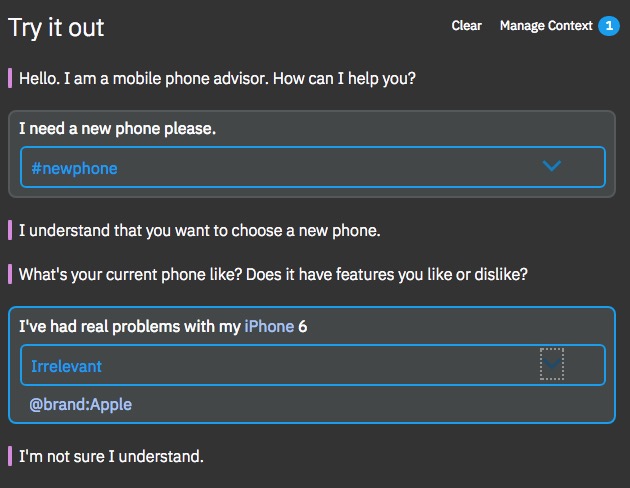 Try it out
Clear
Manage Context 1
Hello. I am a mobile phone advisor. How can I help you?
I need a new phone please.
#newphone
I understand that you want to choose a new phone.
What's your current phone like? Does it have features you like or dislike?
I've had real problems with my iPhone 6
Irrelevant
@brand:Apple
I'm not sure I understand.